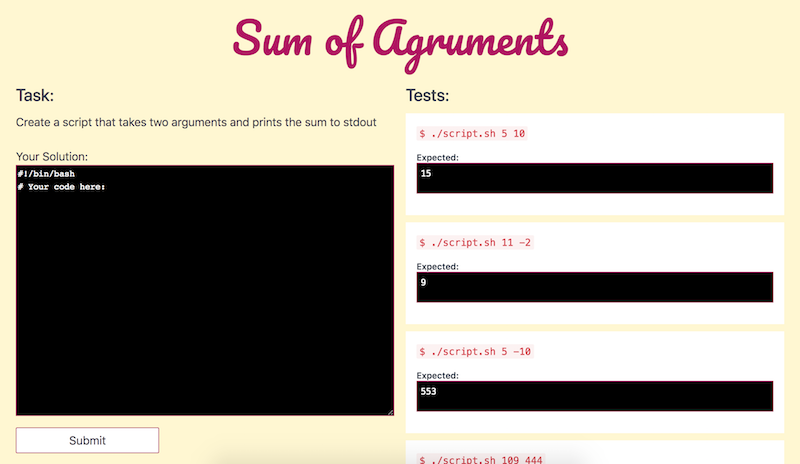 Sum of Agruments
Task:
Create a script that takes two arguments and prints the sum to stdout
Your Solution:
#!/bin/bash
# Your code here:
Submit
Tests:
$ ./script.sh 5 10
Expected:
15
$ ./script.sh 11 -2
Expected:
9
$ ./script.sh 5 -10
Expected:
553
$ ./script.sh 109 444